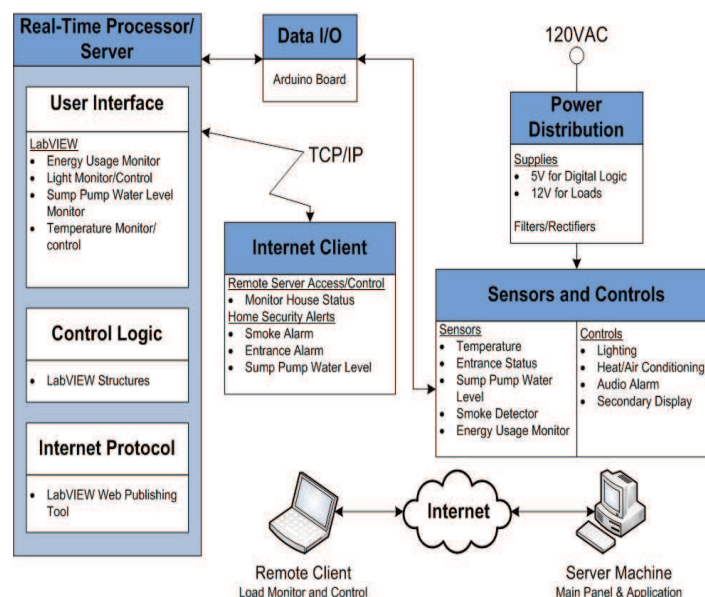 Real-Time Processor/
Server
User Interface
LabVIEW
• Energy Usage Monitor
• Light Monitor/Control
• Sump Pump Water Level
Monitor
• Temperature Monitor/
control
Control Logic
• LabVIEW Structures
Internet Protocol
• LabVIEW Web Publishing
Tool
Data I/O
Arduino Board
TCP/IP
Internet Client
Remote Server Access/Control
• Monitor House Status
Home Security Alerts
• Smoke Alarm
• Entrance Alarm
• Sump Pump Water Level
120VAC
Power
Distribution
Supplies
• 5V for Digital Logic
• 12V for Loads
Filters/Rectifiers
Sensors and Controls
Sensors
• Temperature
• Entrance Status
• Sump Pump Water
Level
• Smoke Detector
• Energy Usage Monitor
Controls
• Lighting
• Heat/Air Conditioning
• Audio Alarm
• Secondary Display
Internet
Remote Client
Load Monitor and Control
Server Machine
Main Panel & Application